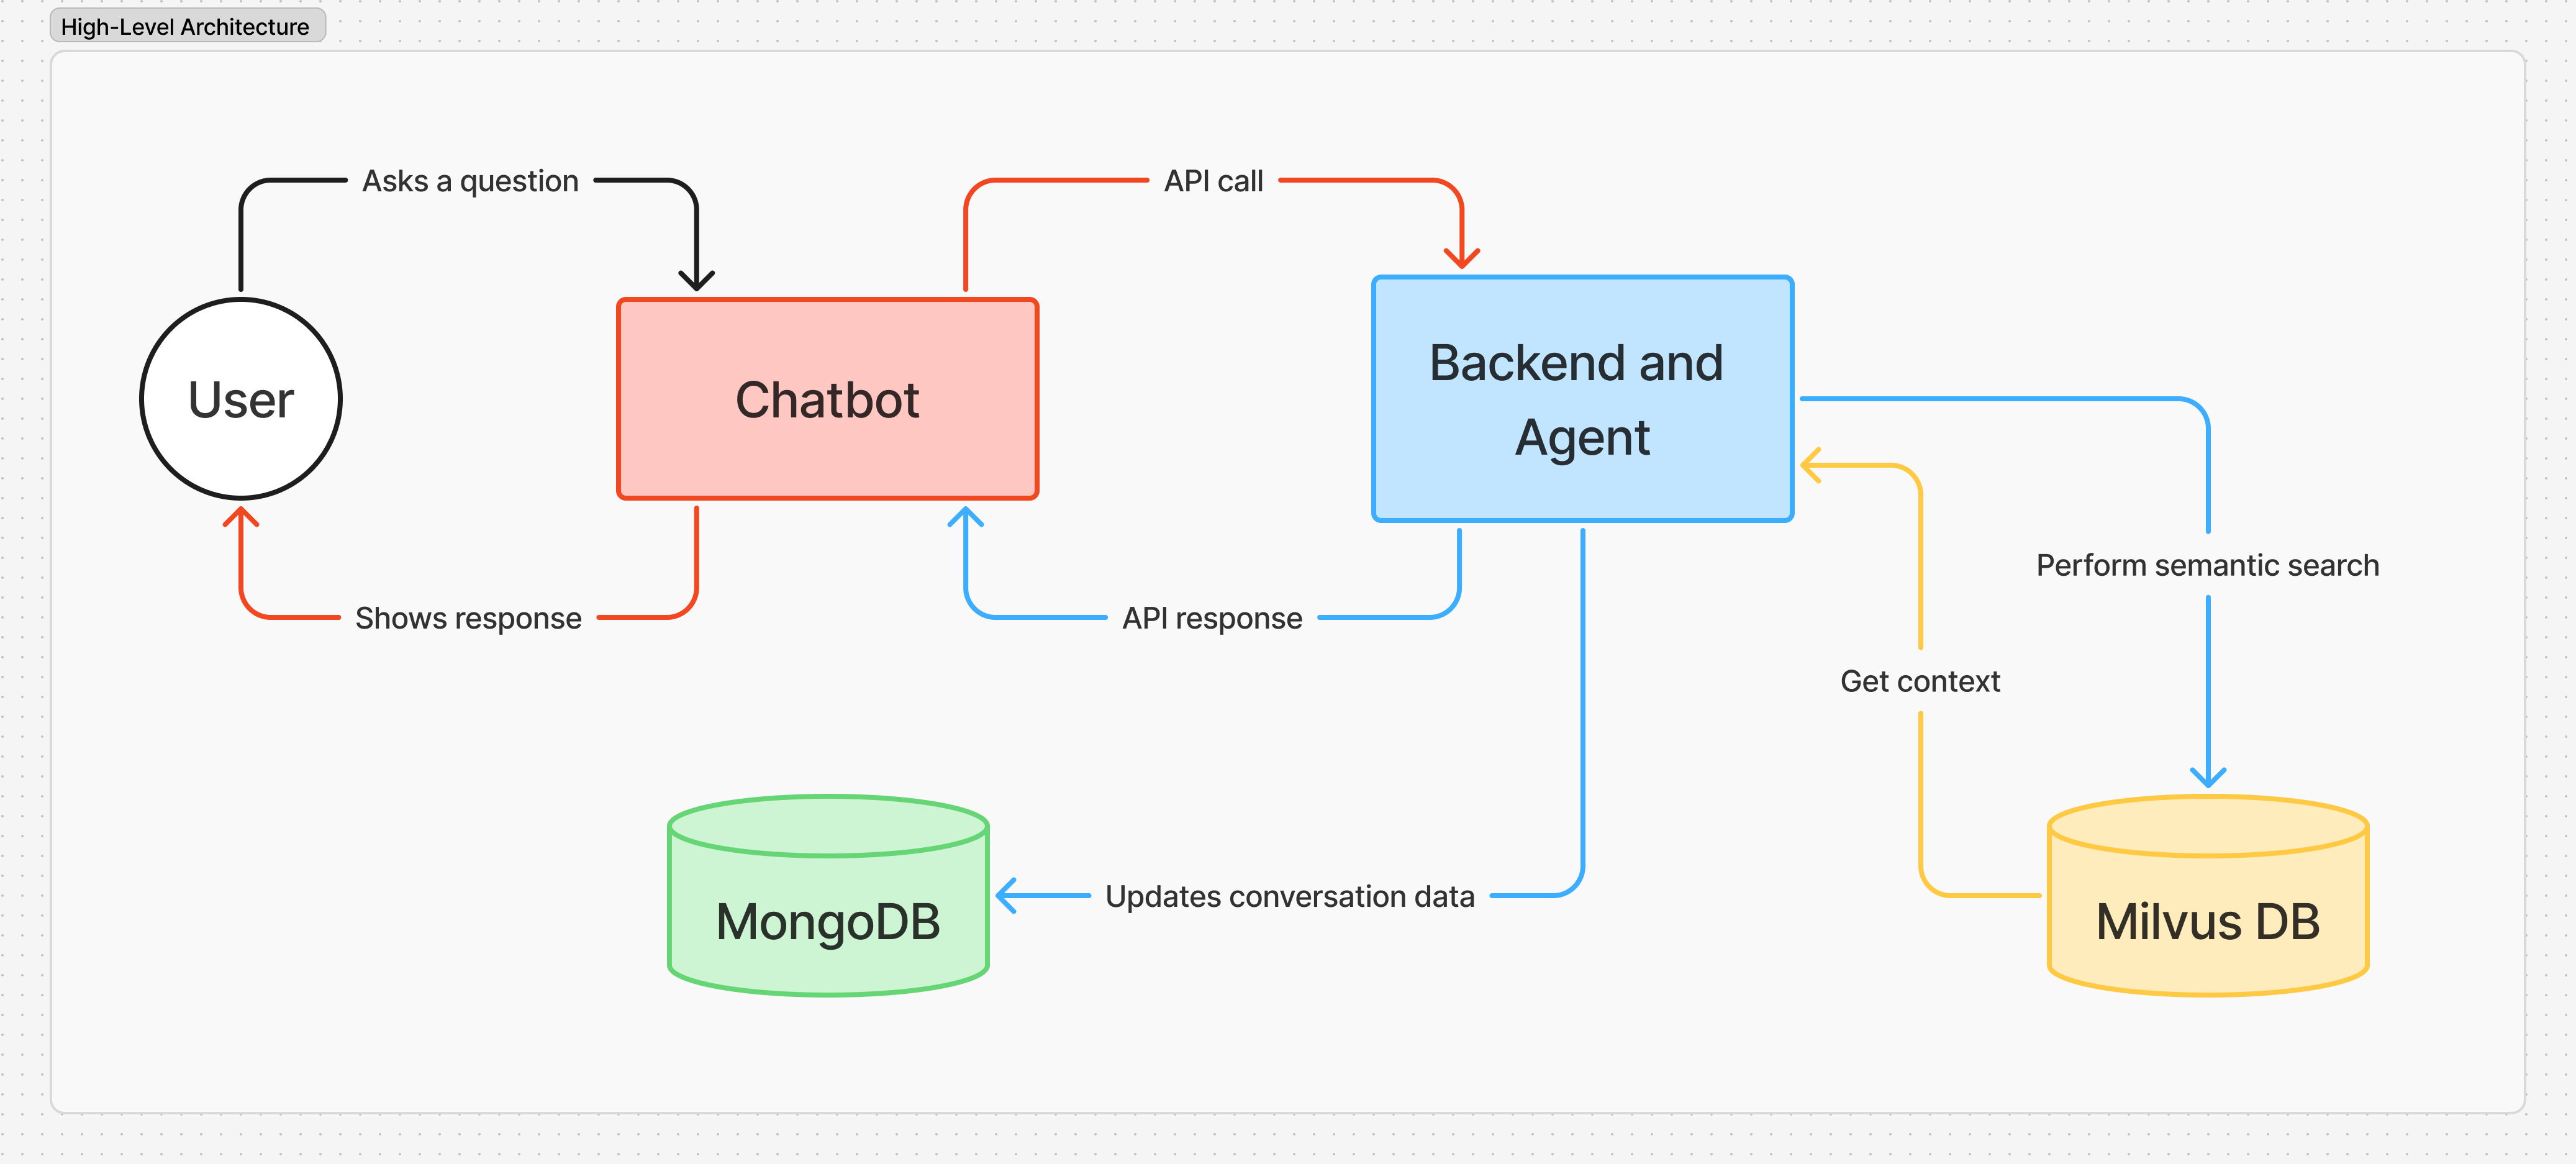 High-Level Architecture
Asks a question
API call
User
Chatbot
Backend and
Agent
Perform semantic search
Shows response
API response
Get context
MongoDB
Updates conversation data
Milvus DB